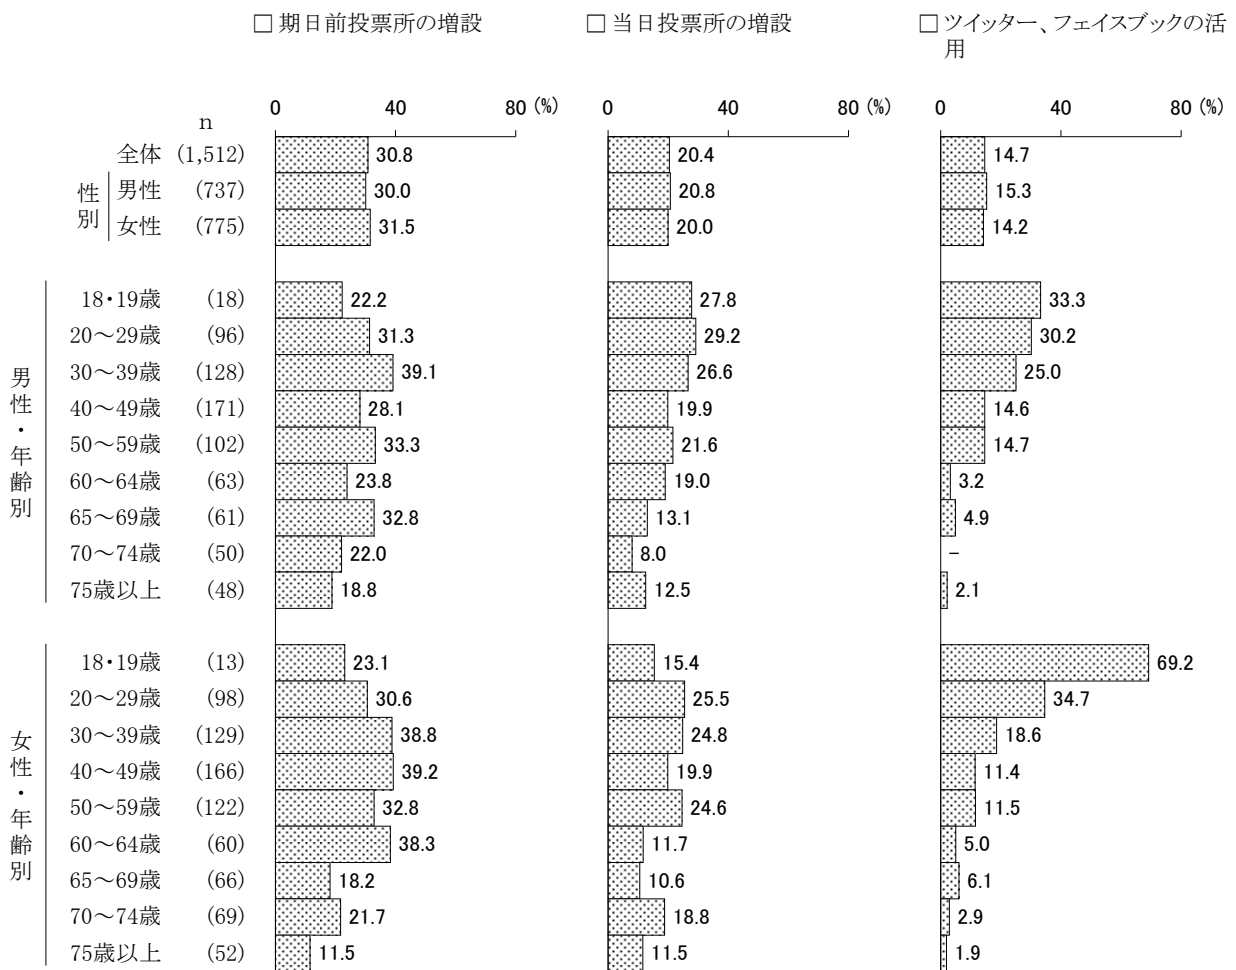 □ 期日前投票所の増設 □ 当日投票所の増設 □ ツイッター、フェイスブックの活
用
0 40 80 (%) 0 40 80 (%) 0 40 80 (%)
n
全体 (1,512) 30.8 20.4 14.7
性別
男性 (737) 30.0 20.8 15.3
女性 (775) 31.5 20.0 14.2
男性・年齢別
18・19歳 (18) 22.2 27.8 33.3
20～29歳 (96) 31.3 29.2 30.2
30～39歳 (128) 39.1 26.6 25.0
40～49歳 (171) 28.1 19.9 14.6
50～59歳 (102) 33.3 21.6 14.7
60～64歳 (63) 23.8 19.0 3.2
65～69歳 (61) 32.8 13.1 4.9
70～74歳 (50) 22.0 8.0 －
75歳以上 (48) 18.8 12.5 2.1
女性・年齢別
18・19歳 (13) 23.1 15.4 69.2
20～29歳 (98) 30.6 25.5 34.7
30～39歳 (129) 38.8 24.8 18.6
40～49歳 (166) 39.2 19.9 11.4
50～59歳 (122) 32.8 24.6 11.5
60～64歳 (60) 38.3 11.7 5.0
65～69歳 (66) 18.2 10.6 6.1
70～74歳 (69) 21.7 18.8 2.9
75歳以上 (52) 11.5 11.5 1.9